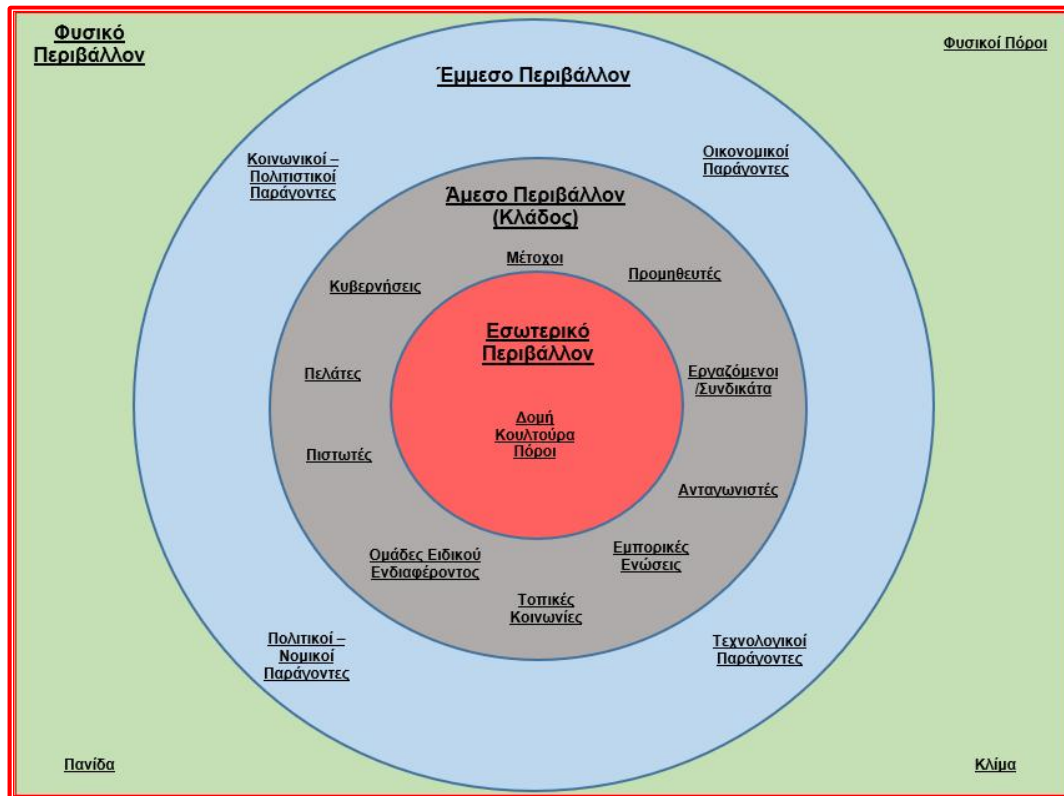 Φυσικό
Περιβάλλον
Φυσικοί Πόροι
Έμμεσο Περιβάλλον
Κοινωνικοί –
Πολιτιστικοί
Παράγοντες
Οικονομικοί
Παράγοντες
Άμεσο Περιβάλλον
(Κλάδος)
Μέτοχοι
Κυβερνήσεις
Προμηθευτές
Εσωτερικό
Περιβάλλον
Πελάτες
Εργαζόμενοι
/Συνδικάτα
Δομή
Κουλτούρα
Πόροι
Πιστωτές
Ανταγωνιστές
Ομάδες Ειδικού
Ενδιαφέροντος
Εμπορικές
Ενώσεις
Τοπικές
Κοινωνίες
Πολιτικοί –
Νομικοί
Παράγοντες
Τεχνολογικοί
Παράγοντες
Πανίδα
Κλίμα